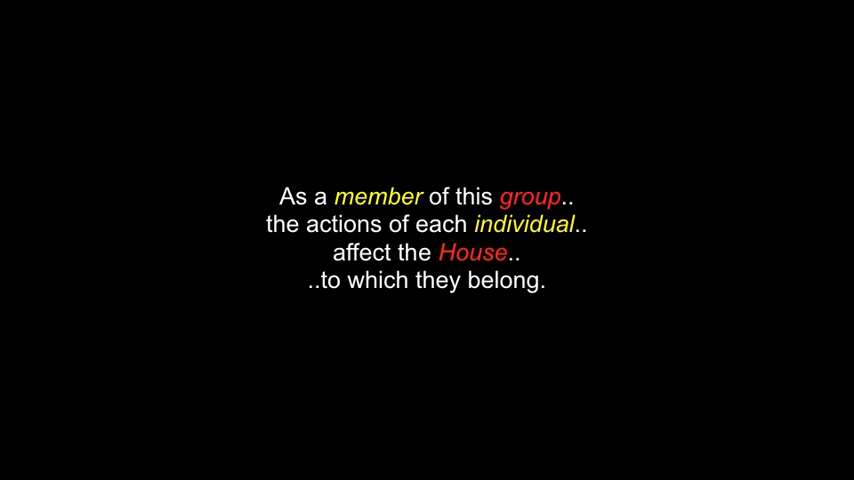 As a member of this group..
the actions of each individual..
affect the House..
..to which they belong.